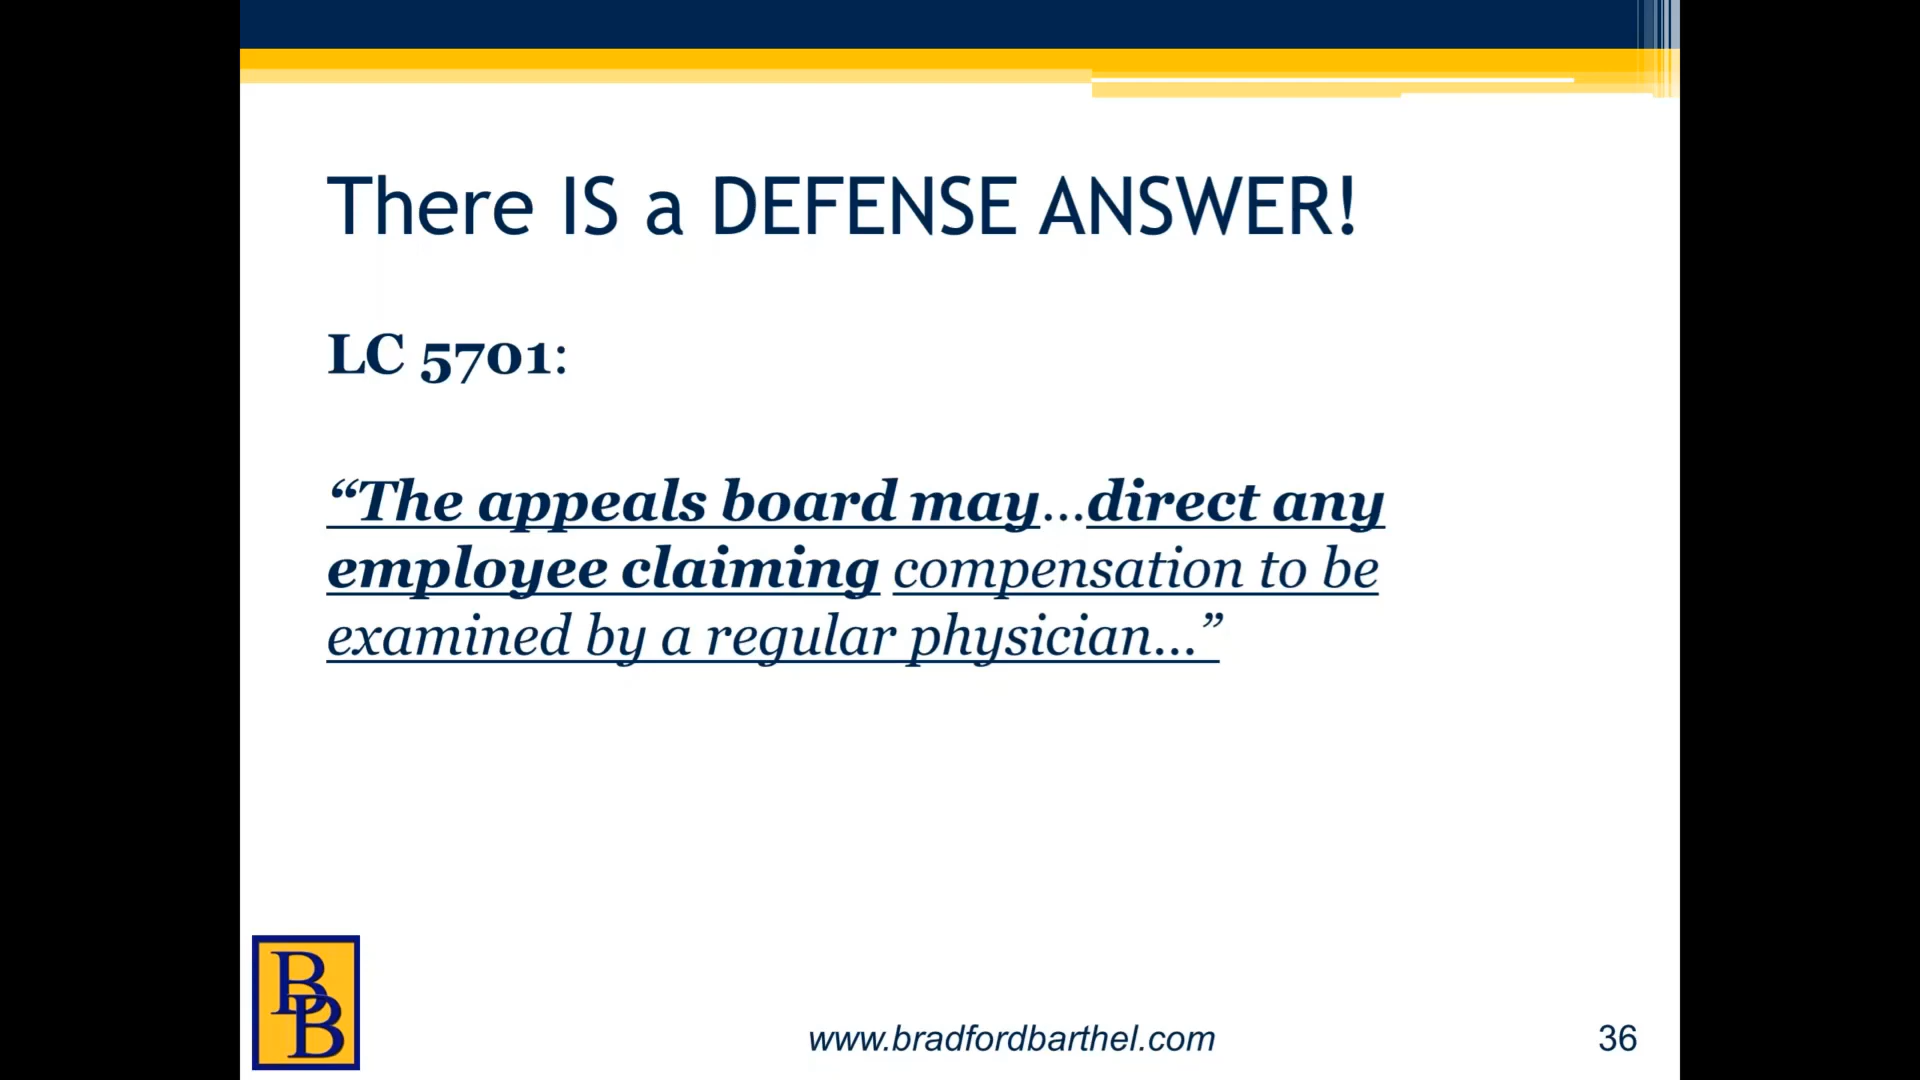 There IS a DEFENSE ANSWER!
LC 5701:
“The appeals board may…direct any
employee claiming compensation to be
examined by a regular physician…”
BB
www.bradfordbarthel.com
36